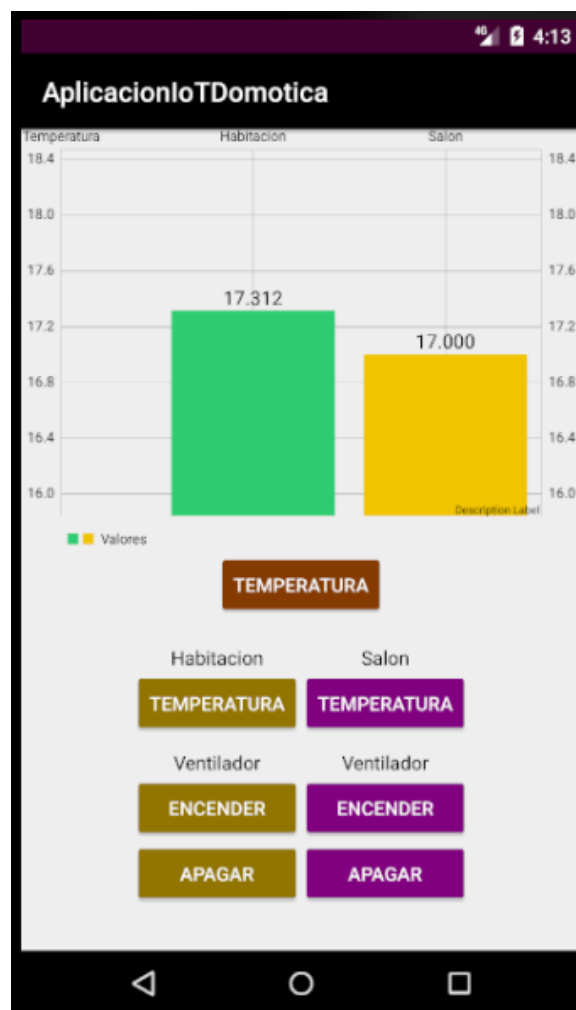 4G 4:13
AplicacionIoTDomotica
Temperatura Habitacion Salon
18.4 18.4
18.0 18.0
17.6 17.6
17.312
17.2 17.2
17.000
16.8 16.8
16.4 16.4
16.0 16.0
Description Label
Valores
TEMPERATURA
Habitacion Salon
TEMPERATURA TEMPERATURA
Ventilador Ventilador
ENCENDER ENCENDER
APAGAR APAGAR